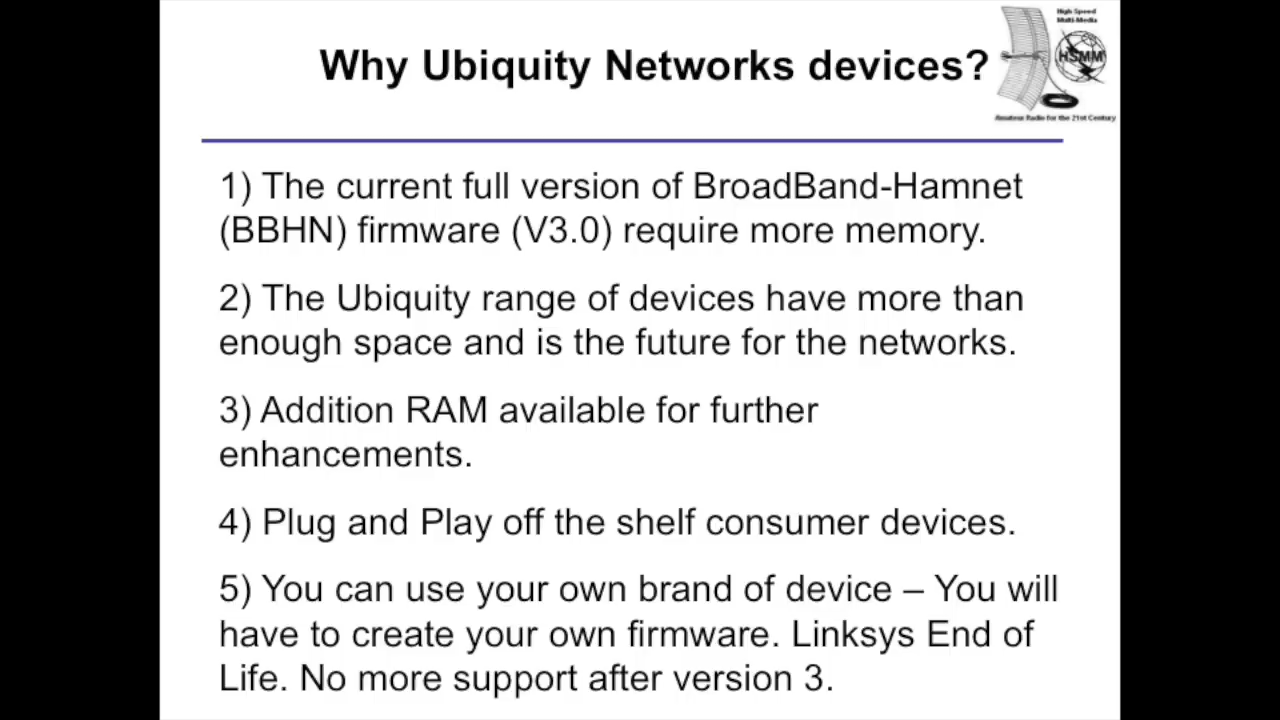 High Speed
Multi-Media
HSMM
Amateur Radio for the 21st Century
Why Ubiquity Networks devices?
1) The current full version of BroadBand-Hamnet
(BBHN) firmware (V3.0) require more memory.
2) The Ubiquity range of devices have more than
enough space and is the future for the networks.
3) Addition RAM available for further
enhancements.
4) Plug and Play off the shelf consumer devices.
5) You can use your own brand of device – You will
have to create your own firmware. Linksys End of
Life. No more support after version 3.